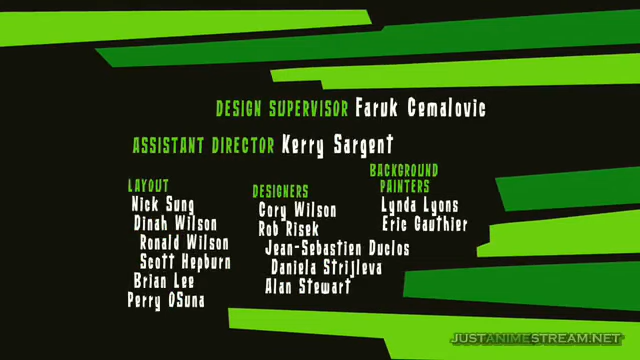 DESIGN SUPERVISOR Faruk Cemalovic
ASSISTANT DIRECTOR Kerry Sargent
LAYOUT
Nick Sung
Dinah Wilson
Ronald Wilson
Scott Hepburn
Brian Lee
Perry OSuna
DESIGNERS
Cory Wilson
Rob Risek
Jean-Sebastien Duclos
Daniela Strijleva
Alan Stewart
BACKGROUND
PAINTERS
Lynda Lyons
Eric Gauthier
JUSTANIMESTREAM.NET